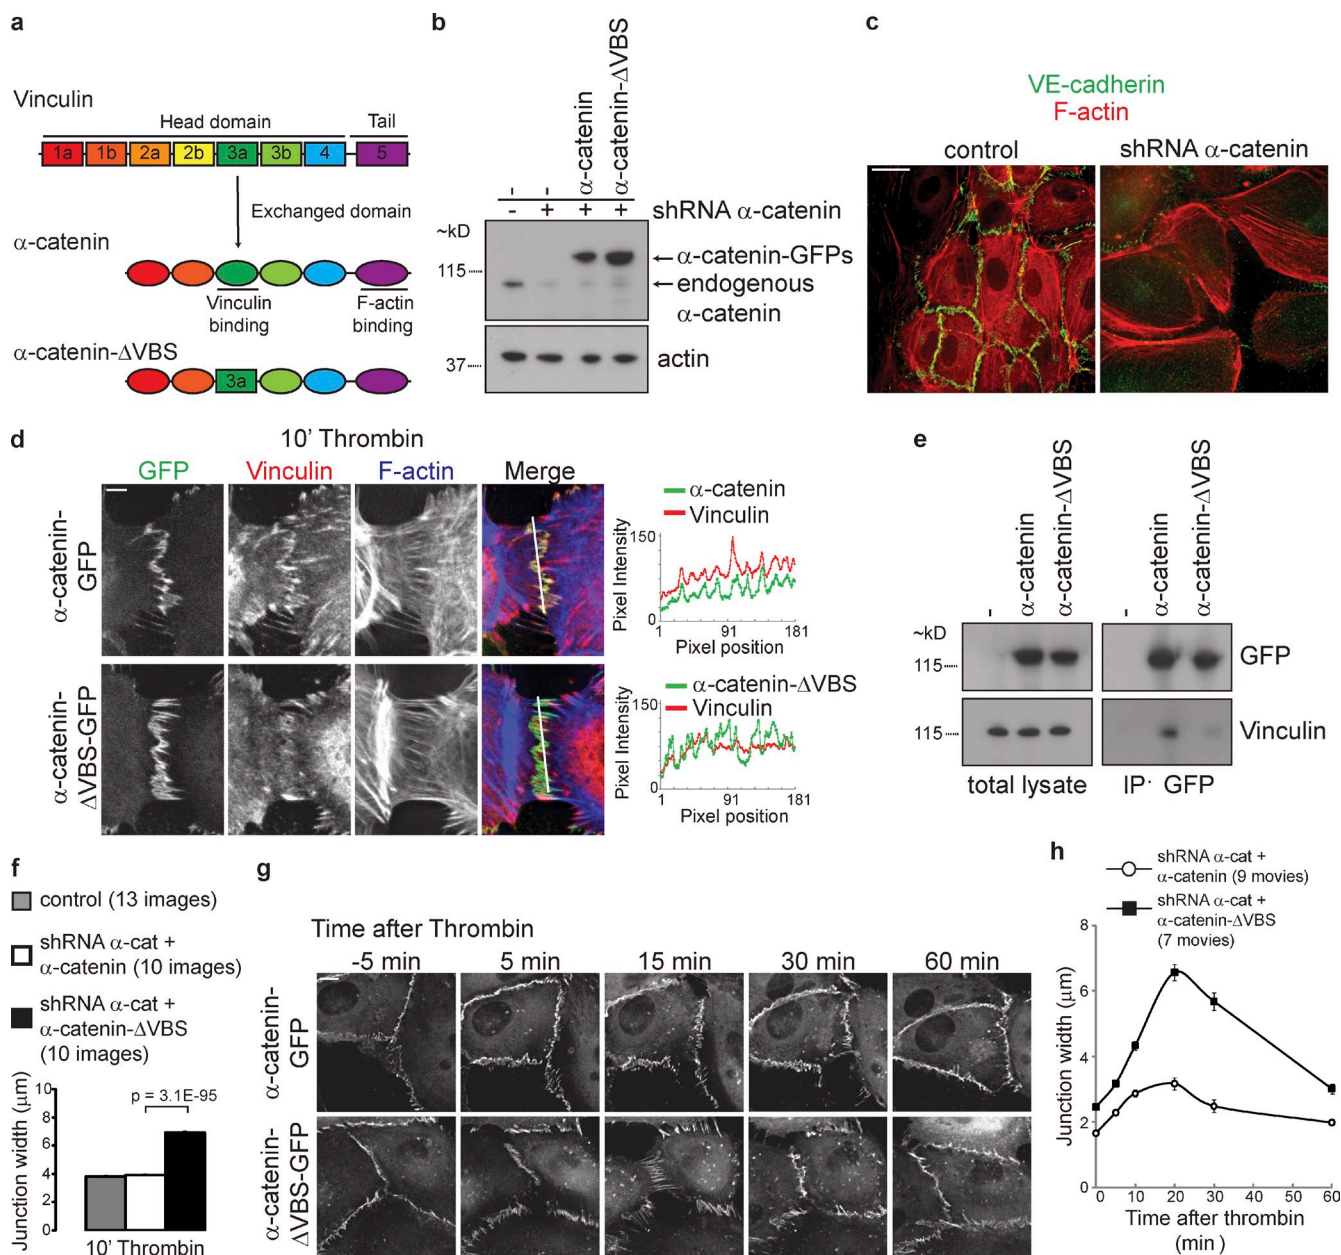 a
Vinculin
Head domain
Tail
1a 1b 2a 2b 3a 3b 4 5
Exchanged domain
α-catenin
Vinculin
binding
F-actin
binding
α-catenin-ΔVBS
3a
b
- - α-catenin α-catenin-ΔVBS
- + + + shRNA α-catenin
~kD
115
α-catenin-GFPs
endogenous
α-catenin
37
actin
c
VE-cadherin
F-actin
control
shRNA α-catenin
d
10' Thrombin
GFP Vinculin F-actin Merge
α-catenin-
GFP
α-catenin
Vinculin
Pixel Intensity
150
0
1 91 181
Pixel position
α-catenin-
ΔVBS-GFP
α-catenin-ΔVBS
Vinculin
Pixel Intensity
150
0
1 91 181
Pixel position
e
- α-catenin α-catenin-ΔVBS
- α-catenin α-catenin-ΔVBS
~kD
115
GFP
115
Vinculin
total lysate
IP: GFP
f
control (13 images)
shRNA α-cat +
α-catenin (10 images)
shRNA α-cat +
α-catenin-ΔVBS
(10 images)
Junction width (μm)
10
8
6
4
2
0
p = 3.1E-95
10' Thrombin
g
Time after Thrombin
-5 min 5 min 15 min 30 min 60 min
α-catenin-
GFP
α-catenin-
ΔVBS-GFP
h
shRNA α-cat +
α-catenin (9 movies)
shRNA α-cat +
α-catenin-ΔVBS
(7 movies)
Junction width (μm)
8
6
4
2
0
0 10 20 30 60
Time after thrombin
(min )